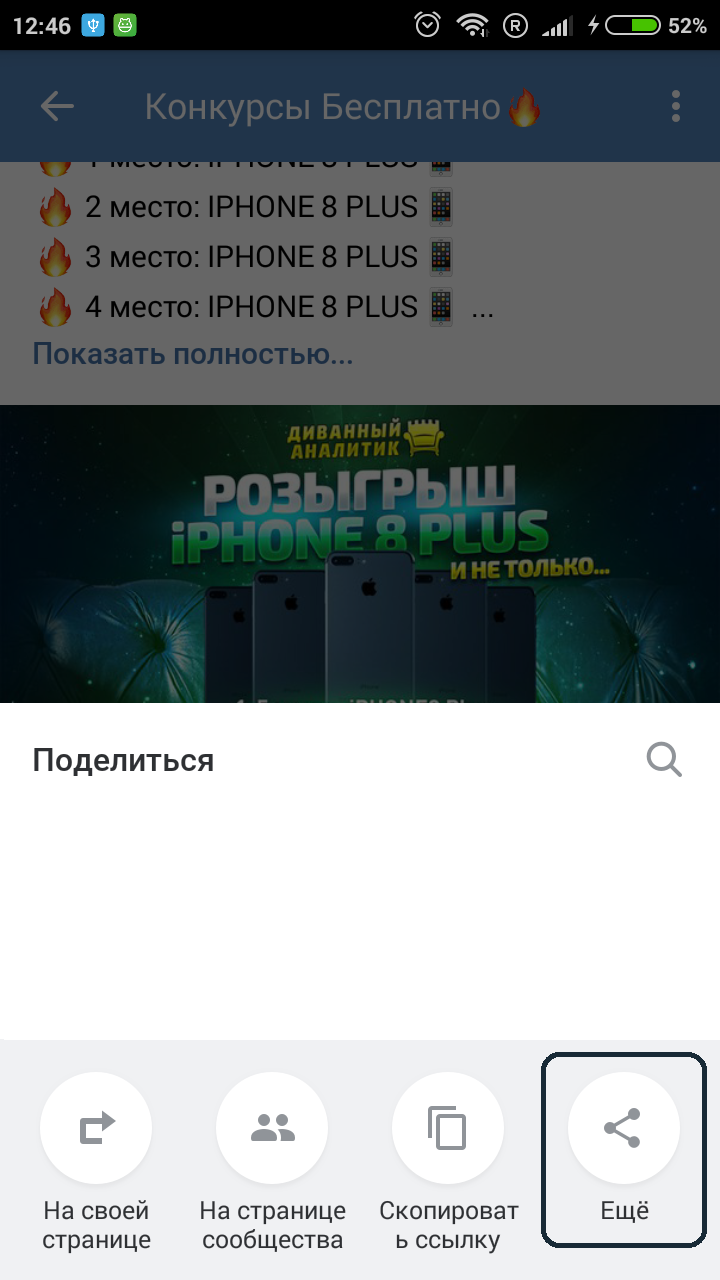 12:46
R
52%
Конкурсы Бесплатно🔥
🔥 1 место: IPHONE 8 PLUS 📱
🔥 2 место: IPHONE 8 PLUS 📱
🔥 3 место: IPHONE 8 PLUS 📱
🔥 4 место: IPHONE 8 PLUS 📱 ...
Показать полностью...
ДИВАННЫЙ
АНАЛИТИК
РОЗЫГРЫШ
iPHONE 8 PLUS
И НЕ ТОЛЬКО...
Поделиться
На своей
странице
На странице
сообщества
Скопироват
ь ссылку
Ещё